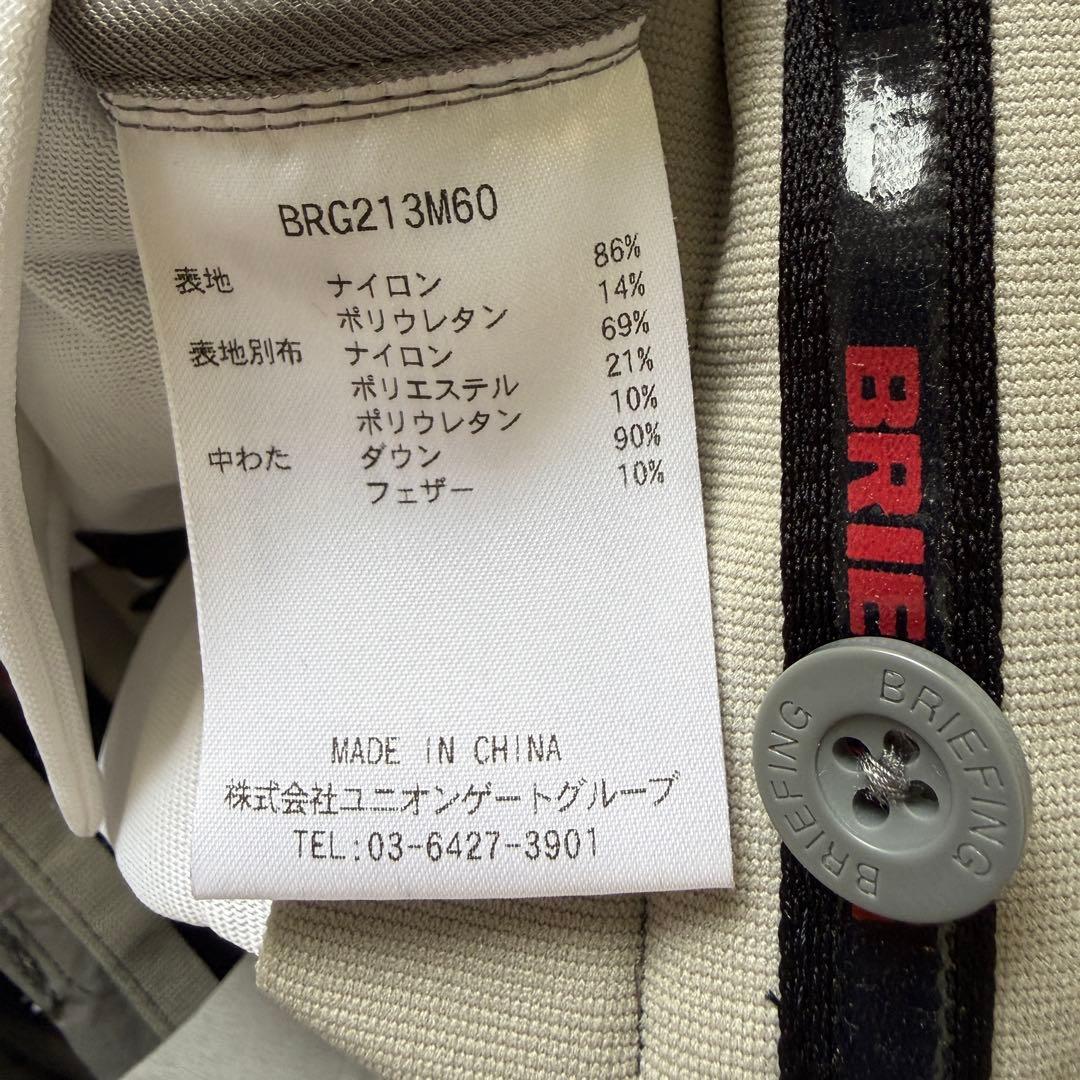 BRG213M60
表地 ナイロン 86%
ポリウレタン 14%
表地別布 ナイロン 69%
ポリエステル 21%
ポリウレタン 10%
中わた ダウン 90%
フェザー 10%
MADE IN CHINA
株式会社ユニオンゲートグループ
TEL:03-6427-3901
BRIE
BRIEFING
BRIEFING